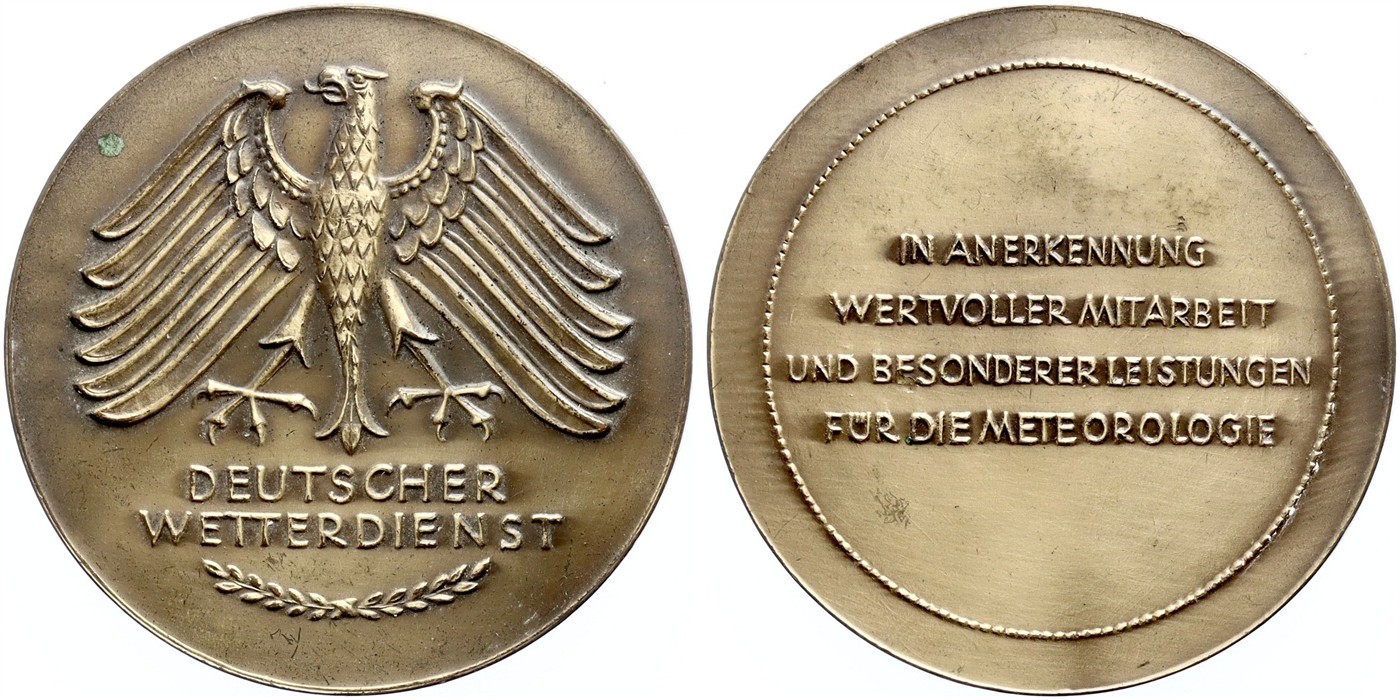 DEUTSCHER
WETTERDIENST
IN ANERKENNUNG
WERTVOLLER MITARBEIT
UND BESONDERER LEISTUNGEN
FÜR DIE METEOROLOGIE